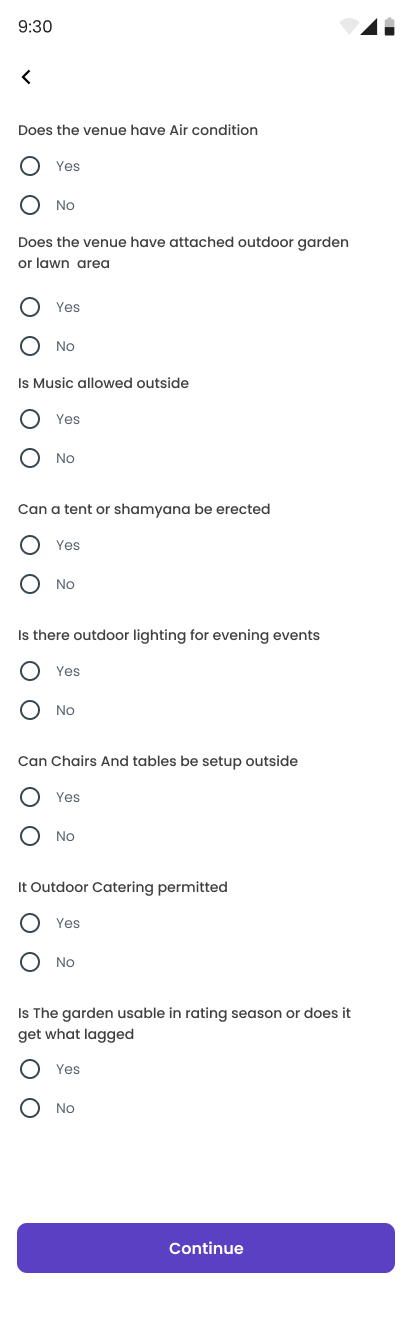 9:30
Does the venue have Air condition
Yes
No
Does the venue have attached outdoor garden
or lawn  area
Yes
No
Is Music allowed outside
Yes
No
Can a tent or shamyana be erected
Yes
No
Is there outdoor lighting for evening events
Yes
No
Can Chairs And tables be setup outside
Yes
No
It Outdoor Catering permitted
Yes
No
Is The garden usable in rating season or does it
get what lagged
Yes
No
Continue